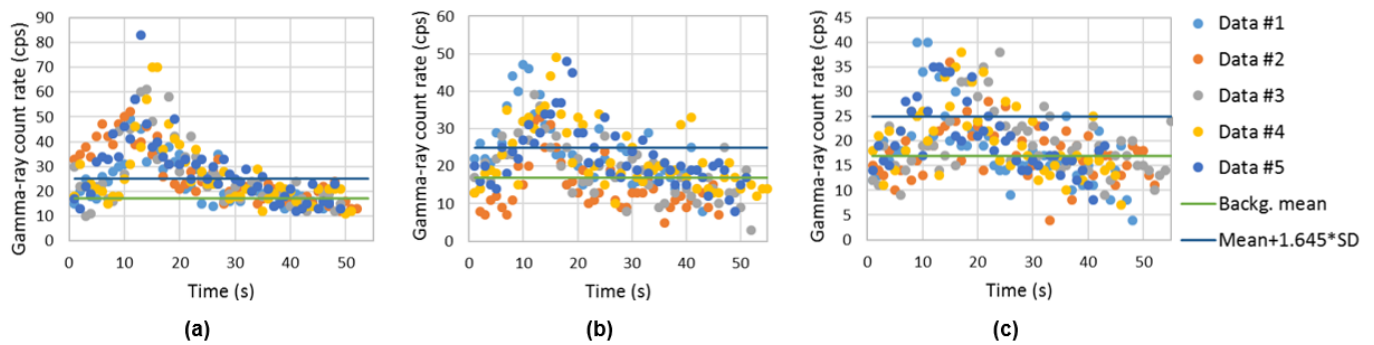 Gamma-ray count rate (cps)
90
80
70
60
50
40
30
20
10
0
0 10 20 30 40 50
Time (s)
(a)
Gamma-ray count rate (cps)
60
50
40
30
20
10
0
0 10 20 30 40 50
Time (s)
(b)
Gamma-ray count rate (cps)
45
40
35
30
25
20
15
10
5
0
0 10 20 30 40 50
Time (s)
(c)
Data #1
Data #2
Data #3
Data #4
Data #5
Backg. mean
Mean+1.645*SD